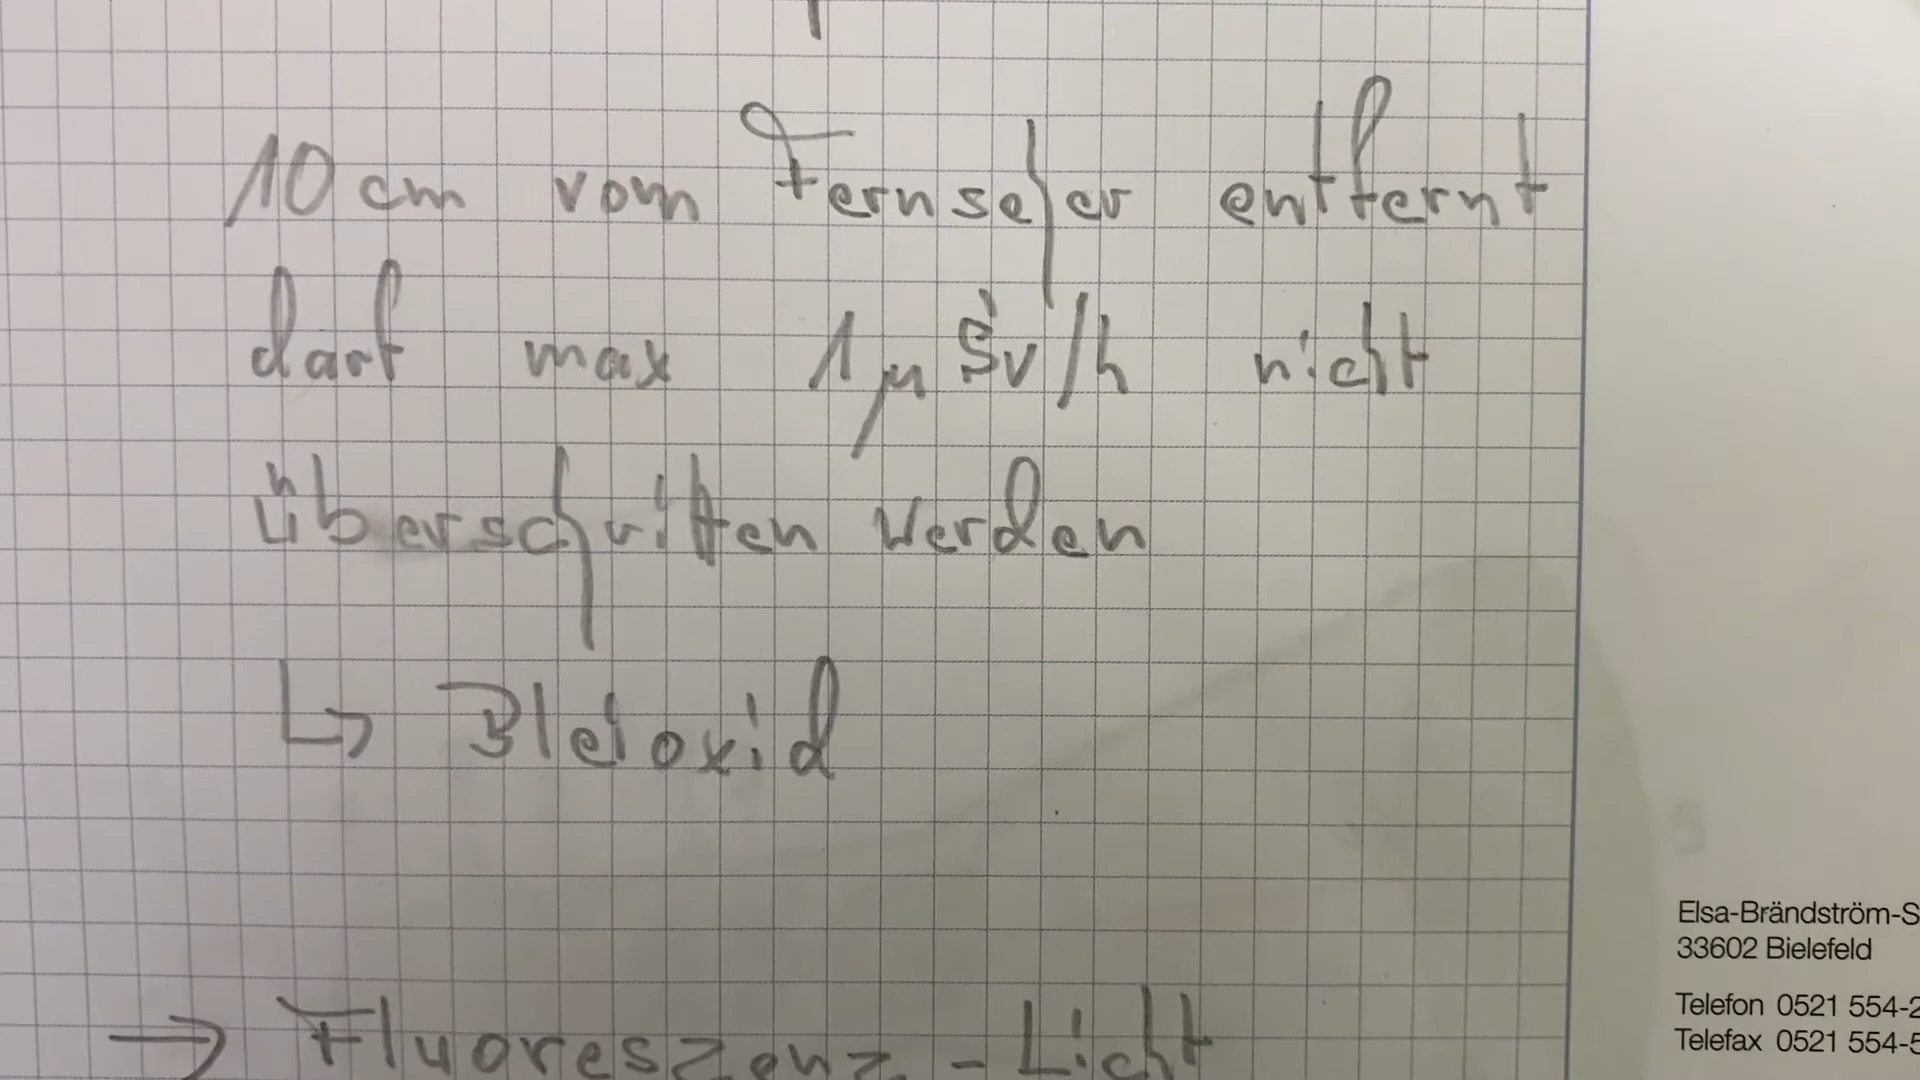 10 cm vom Fernseher entfernt
darf max 1 µSv/h nicht
überschritten werden
↳ Bleioxid
→ Fluoreszenz - Licht
Elsa-Brändström-S
33602 Bielefeld
Telefon 0521 554-2
Telefax 0521 554-5